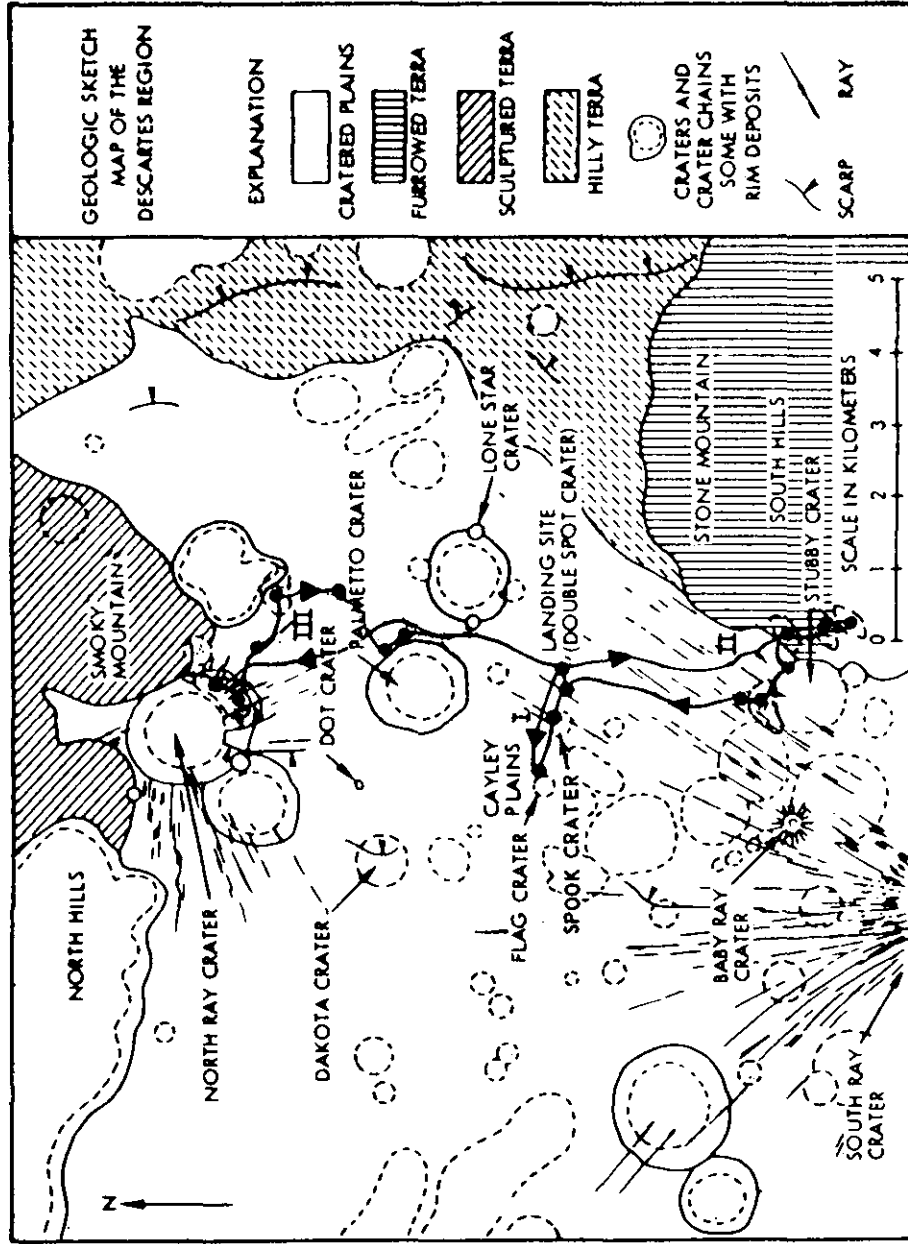 GEOLOGIC SKETCH
MAP OF THE
DESCARTES REGION
EXPLANATION
CRATERED PLAINS
FURROWED TERRA
SCULPTURED TERRA
HILLY TERRA
CRATERS AND
CRATER CHAINS
SOME WITH
RIM DEPOSITS
SCARP
RAY
N
NORTH HILLS
SMOKY
MOUNTAIN
NORTH RAY CRATER
III
DOT CRATER
PALMETTO CRATER
DAKOTA CRATER
LONE STAR
CRATER
CAYLEY
PLAINS
I
LANDING SITE
(DOUBLE SPOT CRATER)
FLAG CRATER
SPOOK CRATER
STONE MOUNTAIN
II
SOUTH HILLS
STUBBY CRATER
BABY RAY
CRATER
SOUTH RAY
CRATER
0 1 2 3 4 5
SCALE IN KILOMETERS